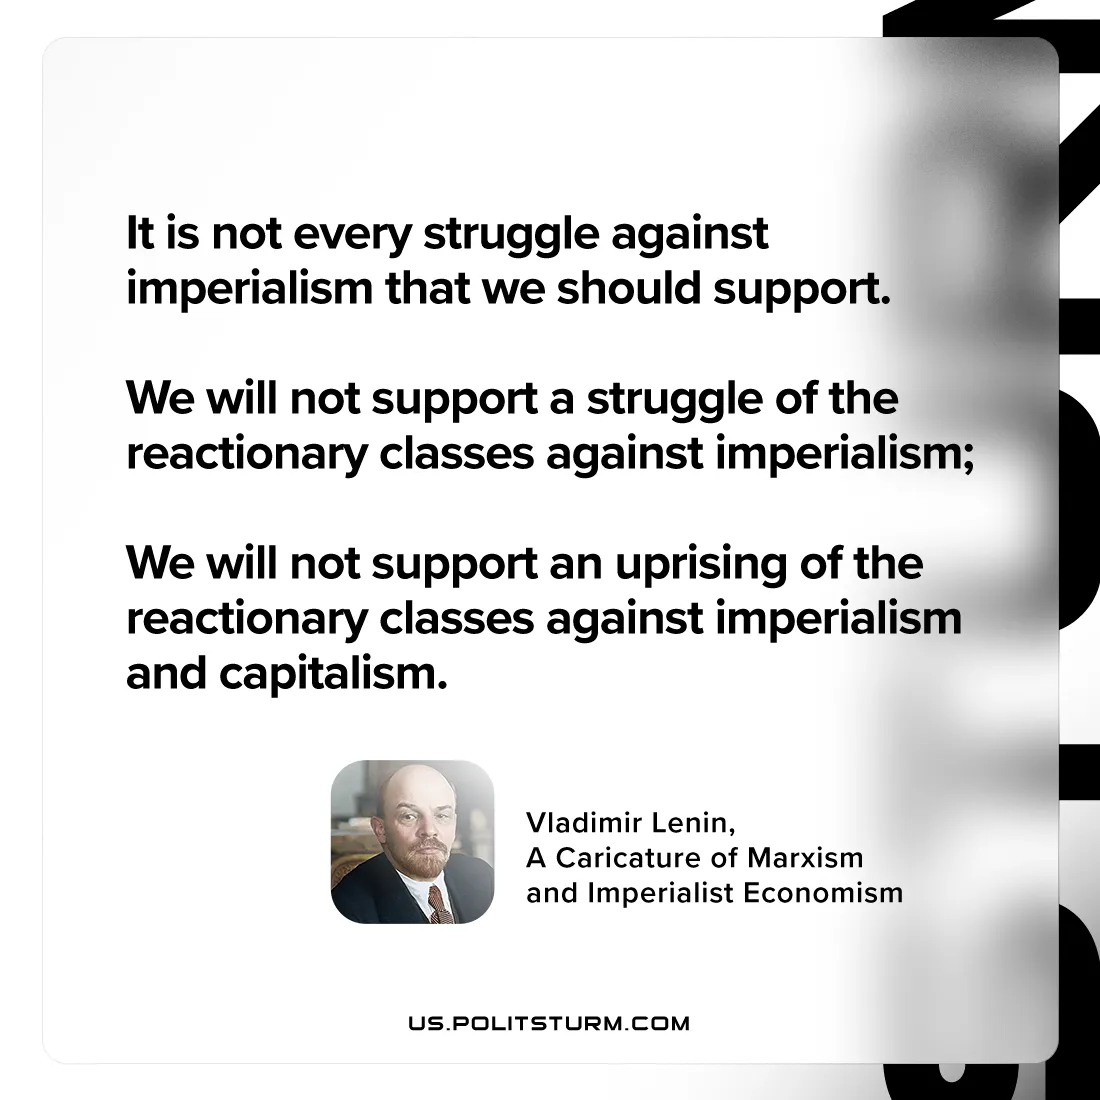 It is not every struggle against
imperialism that we should support.
We will not support a struggle of the
reactionary classes against imperialism;
We will not support an uprising of the
reactionary classes against imperialism
and capitalism.
Vladimir Lenin,
A Caricature of Marxism
and Imperialist Economism
US.POLITSTURM.COM